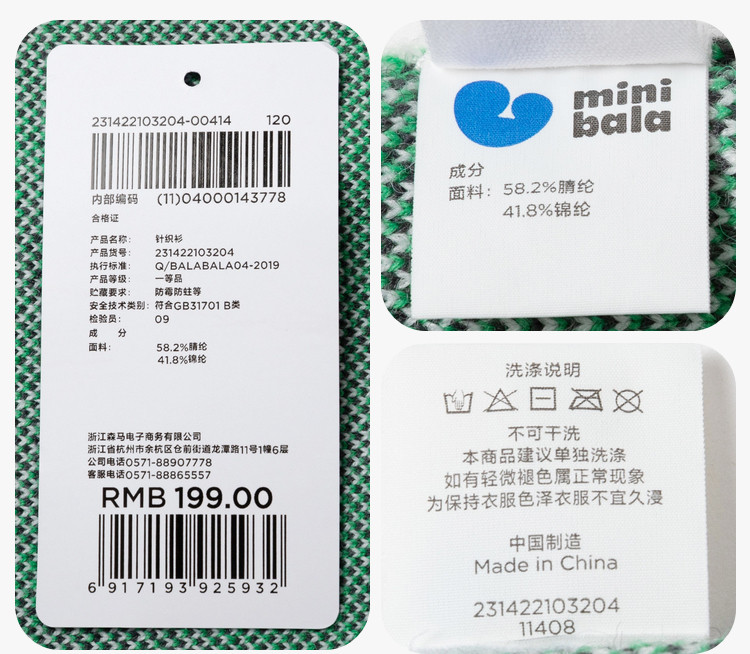 231422103204-00414 120
内部编码 (11)04000143778
合格证
产品名称: 针织衫
产品货号: 231422103204
执行标准: Q/BALABALA04-2019
产品等级: 一等品
贮藏要求: 防霉防蛀等
安全技术类别: 符合GB31701 B类
检验员: 09
成 分
面料: 58.2%腈纶
41.8%锦纶
浙江森马电子商务有限公司
浙江省杭州市余杭区仓前街道龙潭路11号1幢6层
公司电话0571-88907778
客服电话0571-88865557
RMB 199.00
6 917193 925932
mini
bala
成分
面料: 58.2%腈纶
41.8%锦纶
洗涤说明
不可干洗
本商品建议单独洗涤
如有轻微褪色属正常现象
为保持衣服色泽衣服不宜久浸
中国制造
Made in China
231422103204
11408